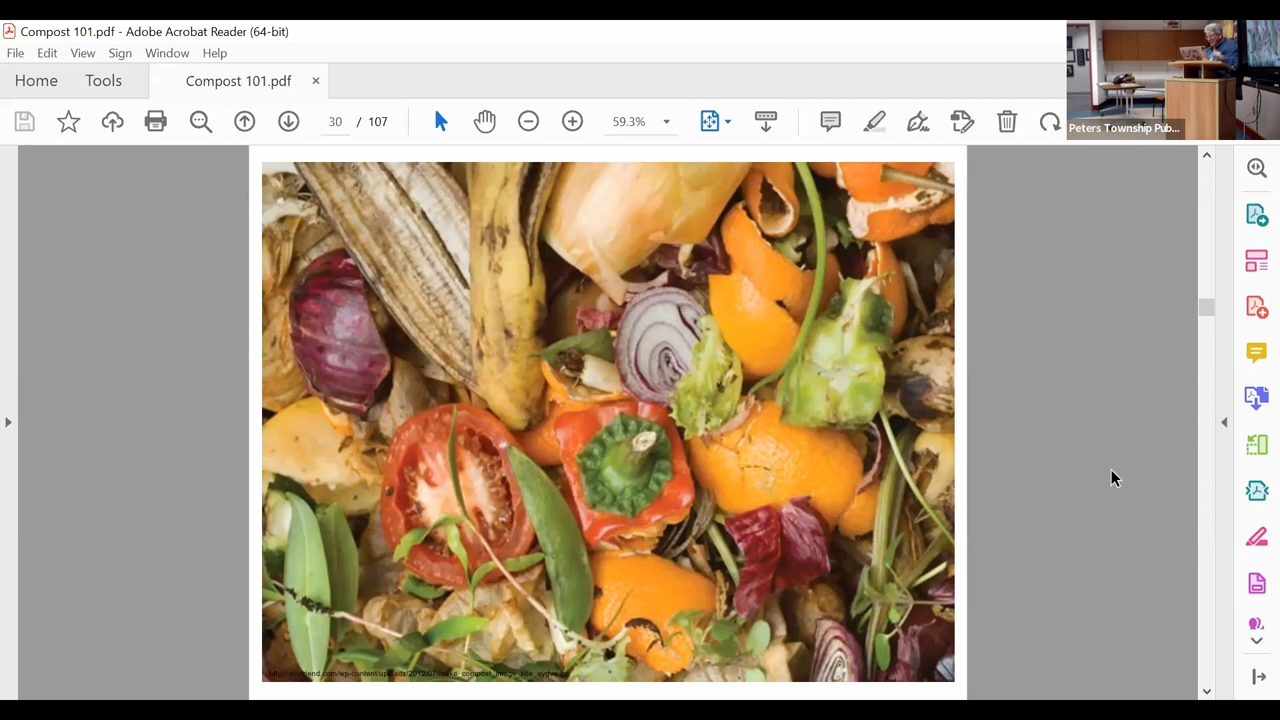 Compost 101.pdf - Adobe Acrobat Reader (64-bit)
File Edit View Sign Window Help
Home Tools Compost 101.pdf ×
30 / 107 59.3%
Peters Township Pub...